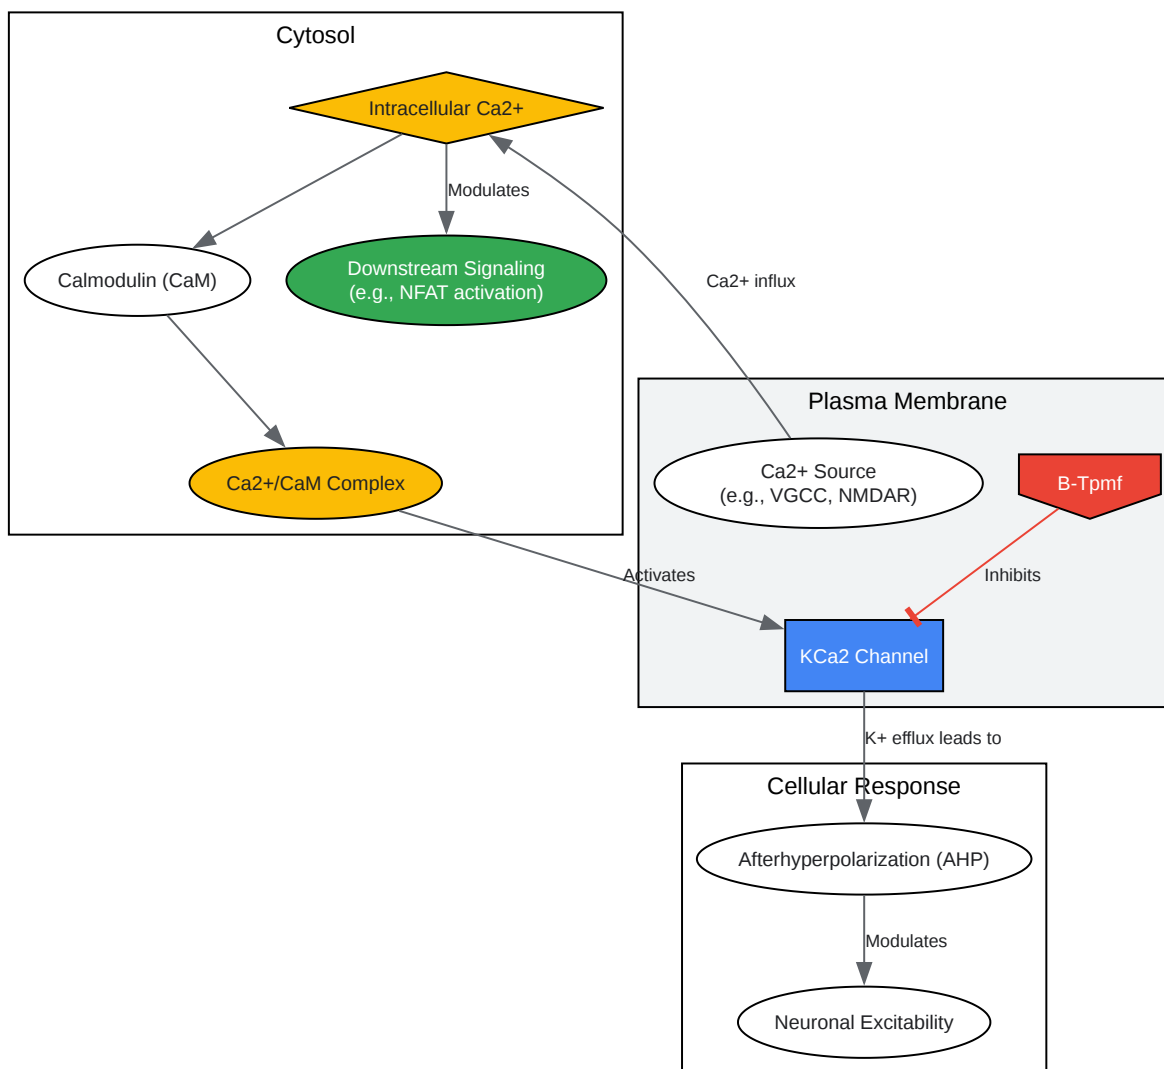 Cytosol
Intracellular Ca2+
Modulates
Calmodulin (CaM)
Downstream Signaling
(e.g., NFAT activation)
Ca2+ influx
Plasma Membrane
Ca2+/CaM Complex
Ca2+ Source
(e.g., VGCC, NMDAR)
B-Tpmf
Activates
Inhibits
KCa2 Channel
K+ efflux leads to
Cellular Response
Afterhyperpolarization (AHP)
Modulates
Neuronal Excitability